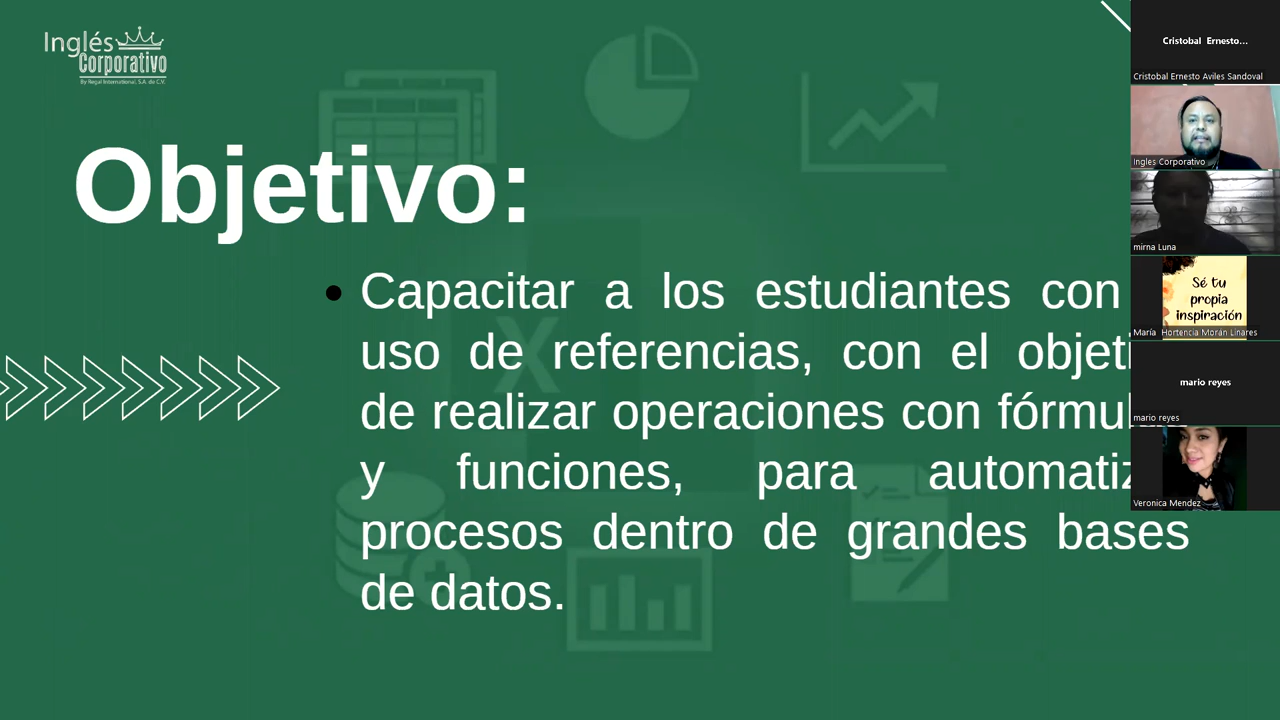 Inglés
Corporativo
By Regal International, S.A. de C.V.
Objetivo:
Capacitar a los estudiantes con
uso de referencias, con el objeti
de realizar operaciones con fórmul
y funciones, para automatiz
procesos dentro de grandes bases
de datos.
Cristobal Ernesto...
Cristobal Ernesto Aviles Sandoval
Ingles Corporativo
mirna Luna
Sé tu
propia
inspiración
María Hortencia Morán Linares
mario reyes
mario reyes
Veronica Mendez